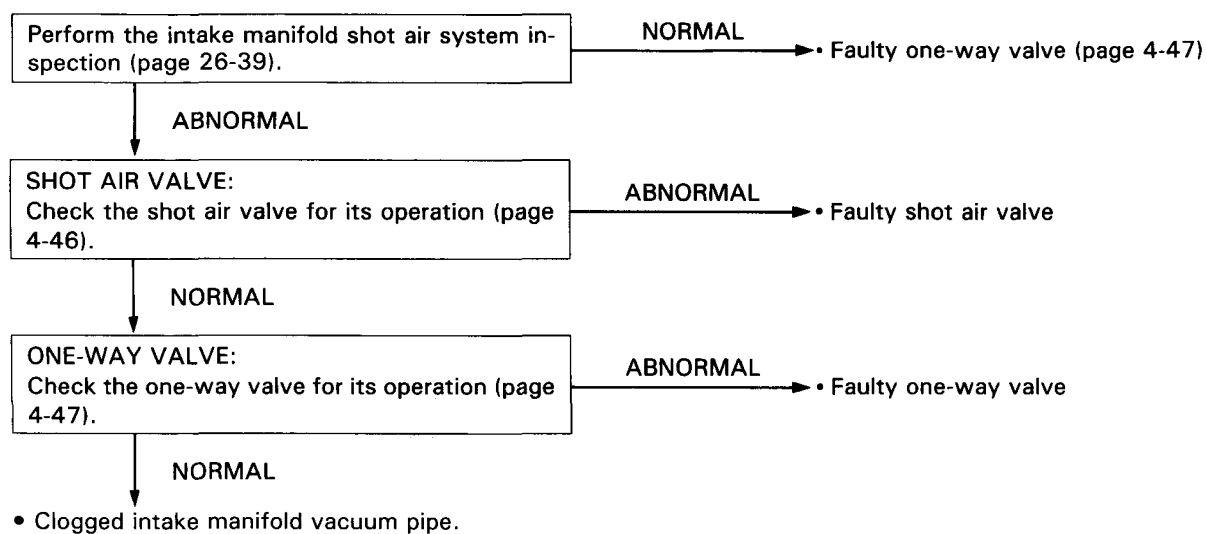 Perform the intake manifold shot air system in-
spection (page 26-39).
NORMAL
• Faulty one-way valve (page 4-47)
ABNORMAL
SHOT AIR VALVE:
Check the shot air valve for its operation (page
4-46).
ABNORMAL
• Faulty shot air valve
NORMAL
ONE-WAY VALVE:
Check the one-way valve for its operation (page
4-47).
ABNORMAL
• Faulty one-way valve
NORMAL
• Clogged intake manifold vacuum pipe.